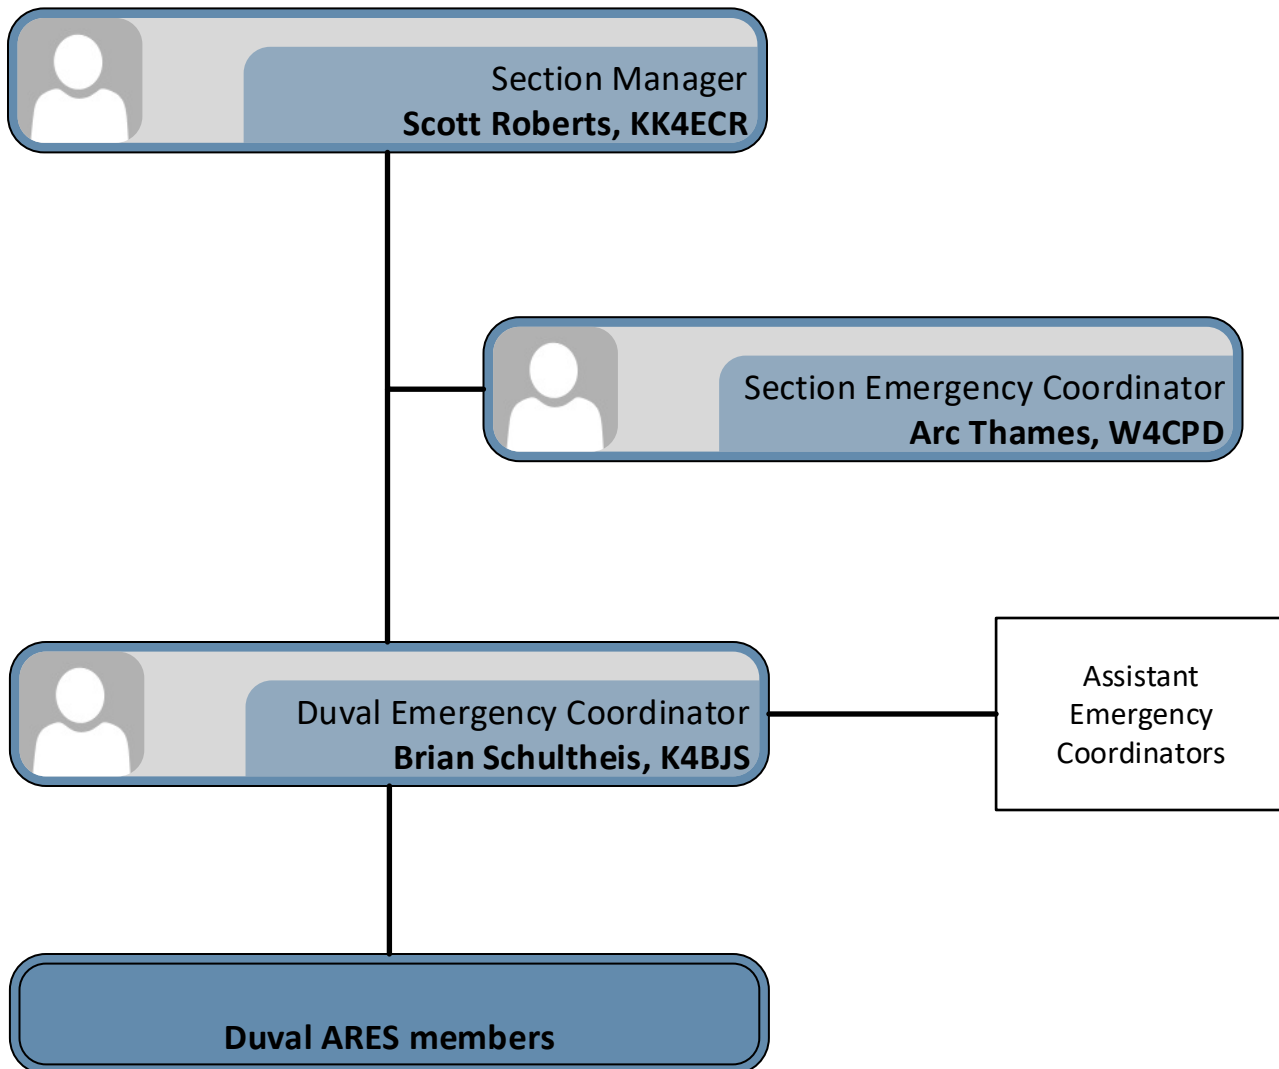 Section Manager
Scott Roberts, KK4ECR
Section Emergency Coordinator
Arc Thames, W4CPD
Duval Emergency Coordinator
Brian Schultheis, K4BJS
Assistant
Emergency
Coordinators
Duval ARES members